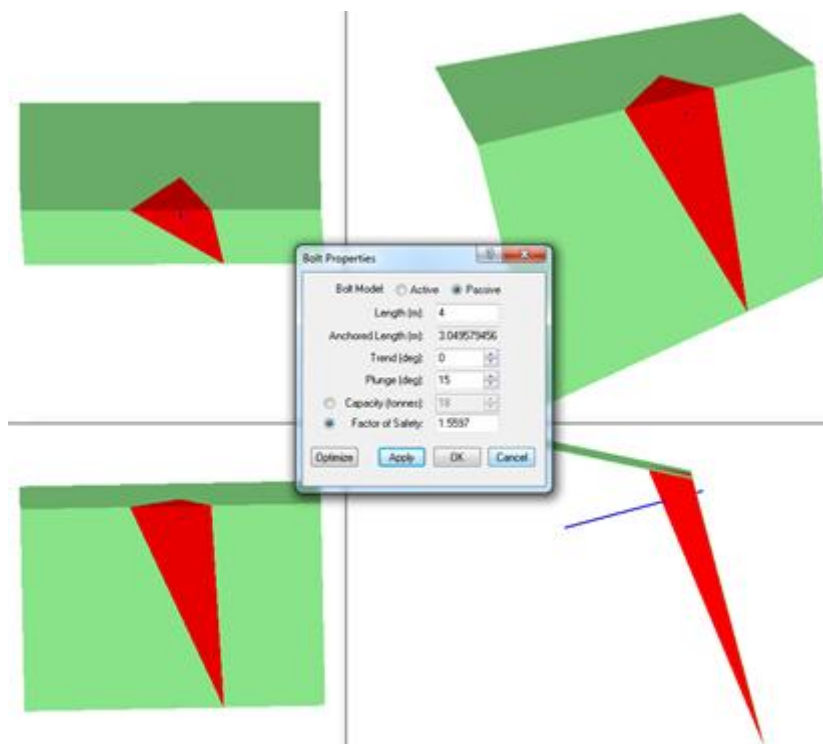 Bolt Properties
Bolt Model: Active Passive
Length (m): 4
Anchored Length (m): 3.049579456
Trend (deg): 0
Plunge (deg): 15
Capacity (tonnes): 18
Factor of Safety: 1.5597
Optimize Apply OK Cancel